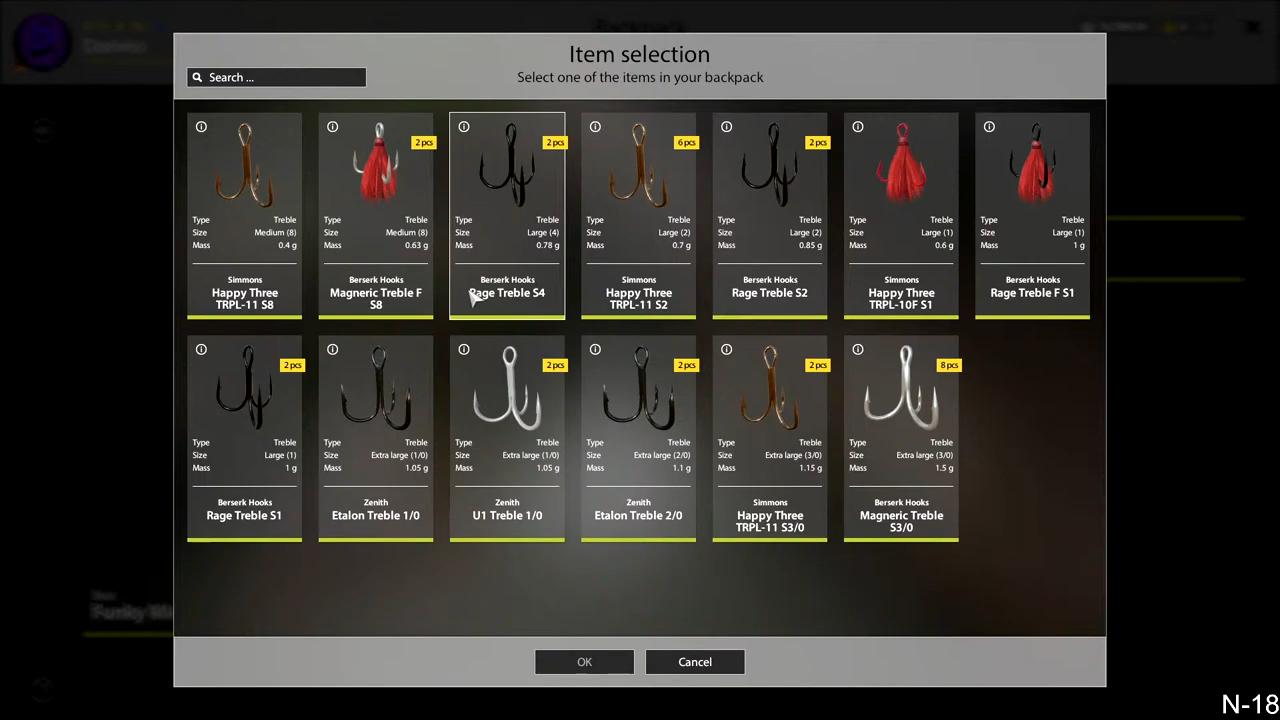 Item selection
Search ...
Select one of the items in your backpack
2 pcs
2 pcs
6 pcs
2 pcs
Type Treble
Size Medium (8)
Mass 0.4 g
Simmons
Happy Three
TRPL-11 S8
Type Treble
Size Medium (8)
Mass 0.63 g
Berserk Hooks
Magneric Treble F
S8
Type Treble
Size Large (4)
Mass 0.78 g
Berserk Hooks
Rage Treble S4
Type Treble
Size Large (2)
Mass 0.7 g
Simmons
Happy Three
TRPL-11 S2
Type Treble
Size Large (2)
Mass 0.85 g
Berserk Hooks
Rage Treble S2
Type Treble
Size Large (1)
Mass 0.6 g
Simmons
Happy Three
TRPL-10F S1
Type Treble
Size Large (1)
Mass 1 g
Berserk Hooks
Rage Treble F S1
2 pcs
2 pcs
2 pcs
2 pcs
8 pcs
Type Treble
Size Large (1)
Mass 1 g
Berserk Hooks
Rage Treble S1
Type Treble
Size Extra large (1/0)
Mass 1.05 g
Zenith
Etalon Treble 1/0
Type Treble
Size Extra large (1/0)
Mass 1.05 g
Zenith
U1 Treble 1/0
Type Treble
Size Extra large (2/0)
Mass 1.1 g
Zenith
Etalon Treble 2/0
Type Treble
Size Extra large (3/0)
Mass 1.15 g
Simmons
Happy Three
TRPL-11 S3/0
Type Treble
Size Extra large (3/0)
Mass 1.5 g
Berserk Hooks
Magneric Treble
S3/0
OK
Cancel
N-18